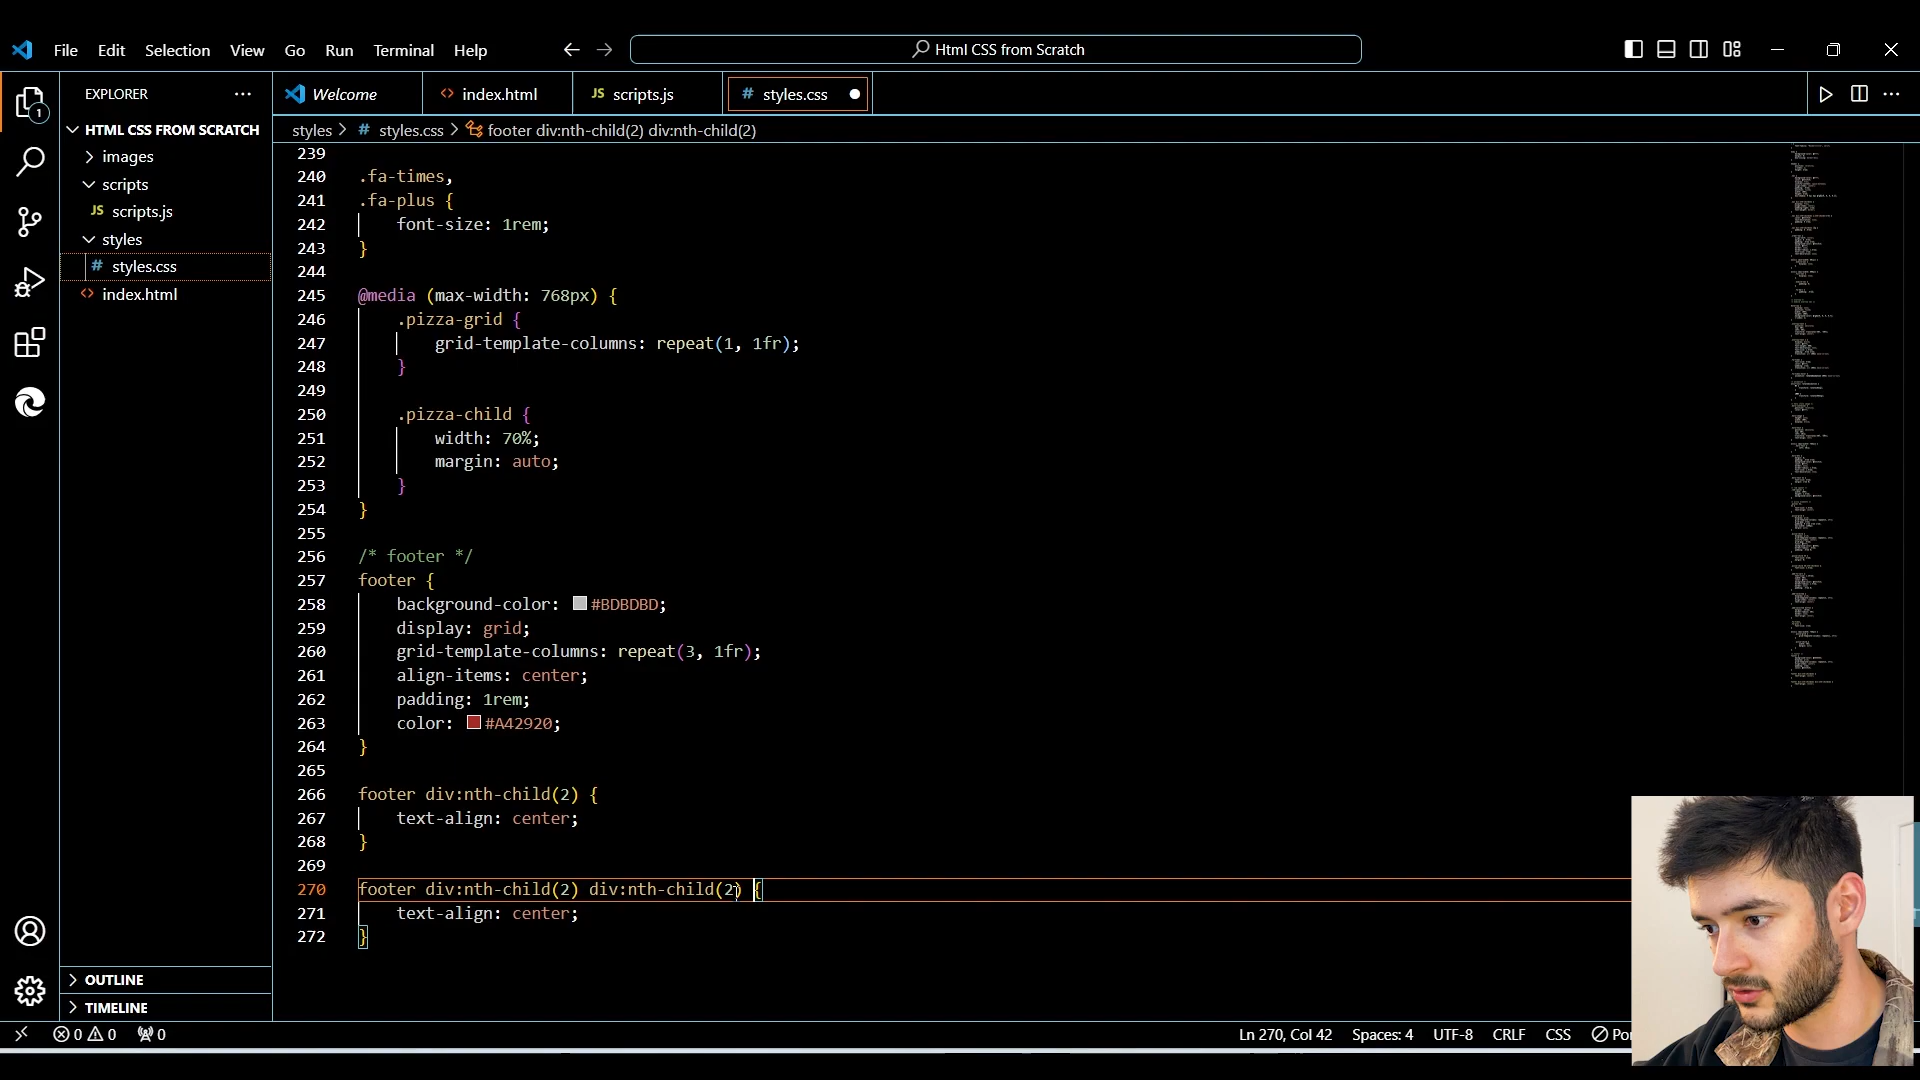 File Edit Selection View Go Run Terminal Help
Html CSS from Scratch
EXPLORER
Welcome
index.html
JS scripts.js
# styles.css
HTML CSS FROM SCRATCH
images
scripts
JS scripts.js
styles
# styles.css
index.html
1
styles > # styles.css > footer div:nth-child(2) div:nth-child(2)
239
240 .fa-times,
241 .fa-plus {
242 font-size: 1rem;
243 }
244
245 @media (max-width: 768px) {
246 .pizza-grid {
247 grid-template-columns: repeat(1, 1fr);
248 }
249
250 .pizza-child {
251 width: 70%;
252 margin: auto;
253 }
254 }
255
256 /* footer */
257 footer {
258 background-color: #BDBDBD;
259 display: grid;
260 grid-template-columns: repeat(3, 1fr);
261 align-items: center;
262 padding: 1rem;
263 color: #A42920;
264 }
265
266 footer div:nth-child(2) {
267 text-align: center;
268 }
269
270 footer div:nth-child(2) div:nth-child(2) {
271 text-align: center;
272 }
OUTLINE
TIMELINE
0 0 0
Ln 270, Col 42 Spaces: 4 UTF-8 CRLF CSS